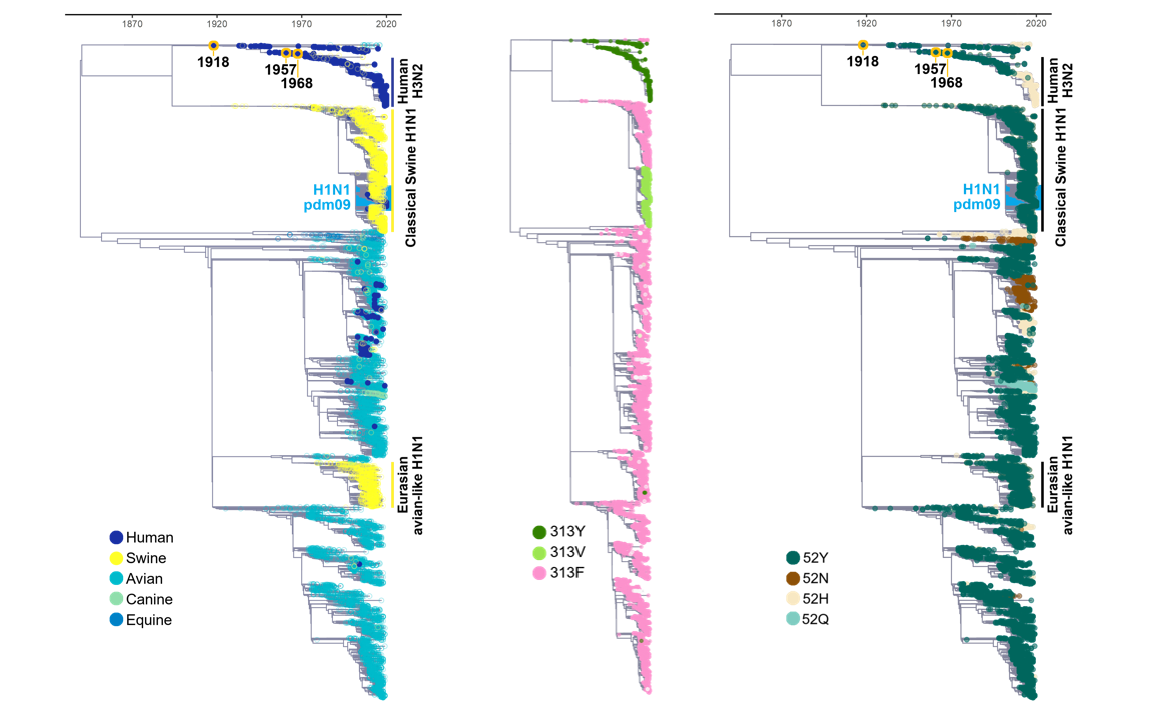 1870
1920
1970
2020
1918
1957
1968
Human
H3N2
Classical Swine H1N1
H1N1
pdm09
Eurasian
avian-like H1N1
Human
Swine
Avian
Canine
Equine
313Y
313V
313F
1870
1920
1970
2020
1918
1957
1968
Human
H3N2
Classical Swine H1N1
H1N1
pdm09
Eurasian
avian-like H1N1
52Y
52N
52H
52Q